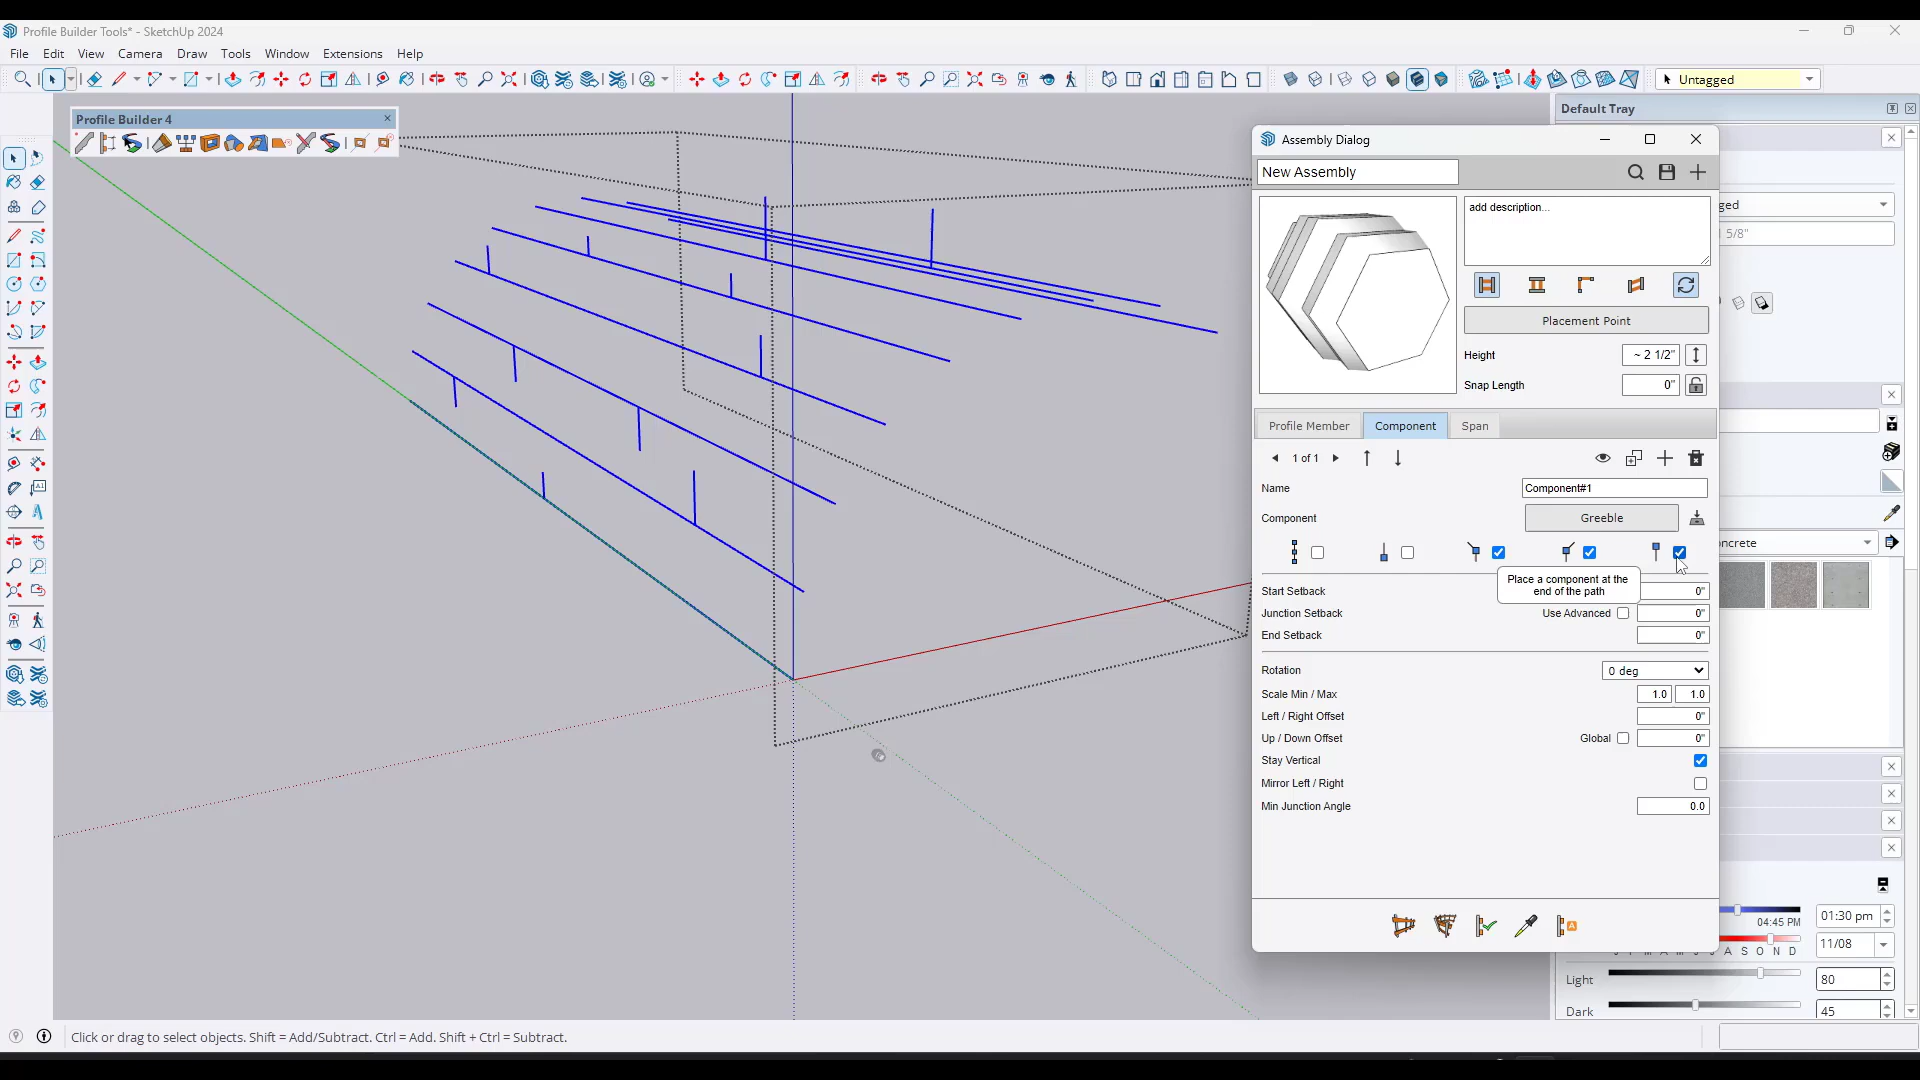 Profile Builder Tools* - SketchUp 2024
File Edit View Camera Draw Tools Window Extensions Help
Untagged
Profile Builder 4
Default Tray
Assembly Dialog
New Assembly
add description...
ged
5/8"
Placement Point
Height ~ 2 1/2"
Snap Length 0"
Profile Member Component Span
1 of 1
Name Component#1
Component Greeble
ncrete
Place a component at the
end of the path
Start Setback 0"
Junction Setback Use Advanced 0"
End Setback 0"
Rotation 0 deg
Scale Min / Max 1.0 1.0
Left / Right Offset 0"
Up / Down Offset Global 0"
Stay Vertical
Mirror Left / Right
Min Junction Angle 0.0
A
A1
A
04:45 PM 01:30 pm
J F M A M J J A S O N D 11/08
Light 80
Dark 45
Click or drag to select objects. Shift = Add/Subtract. Ctrl = Add. Shift + Ctrl = Subtract.